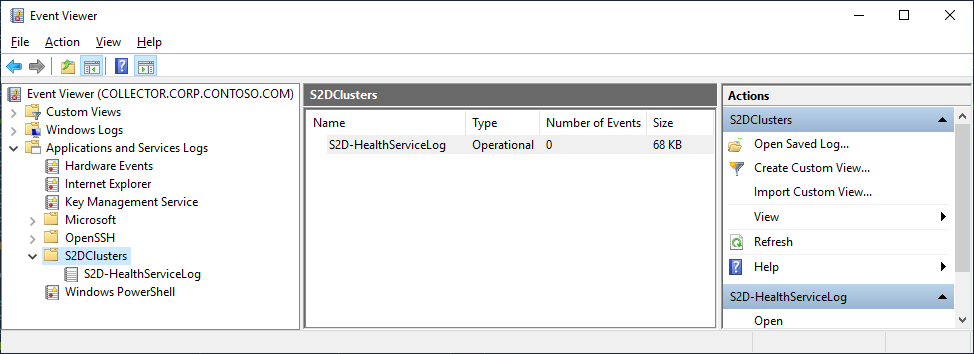 Event Viewer
File Action View Help
Event Viewer (COLLECTOR.CORP.CONTOSO.COM)
Custom Views
Windows Logs
Applications and Services Logs
Hardware Events
Internet Explorer
Key Management Service
Microsoft
OpenSSH
S2DClusters
S2D-HealthServiceLog
Windows PowerShell
S2DClusters
Name Type Number of Events Size
S2D-HealthServiceLog Operational 0 68 KB
Actions
S2DClusters
Open Saved Log...
Create Custom View...
Import Custom View...
View
Refresh
Help
S2D-HealthServiceLog
Open